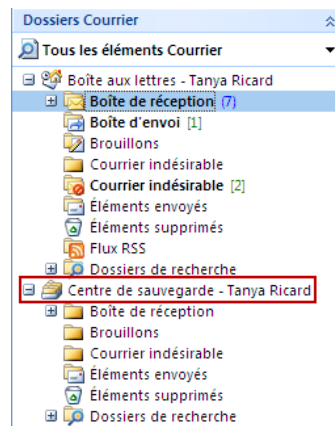 Dossiers Courrier
Tous les éléments Courrier
Boîte aux lettres - Tanya Ricard
Boîte de réception (7)
Boîte d'envoi [1]
Brouillons
Courrier indésirable
Courrier indésirable [2]
Éléments envoyés
Éléments supprimés
Flux RSS
Dossiers de recherche
Centre de sauvegarde - Tanya Ricard
Boîte de réception
Brouillons
Courrier indésirable
Éléments envoyés
Éléments supprimés
Dossiers de recherche